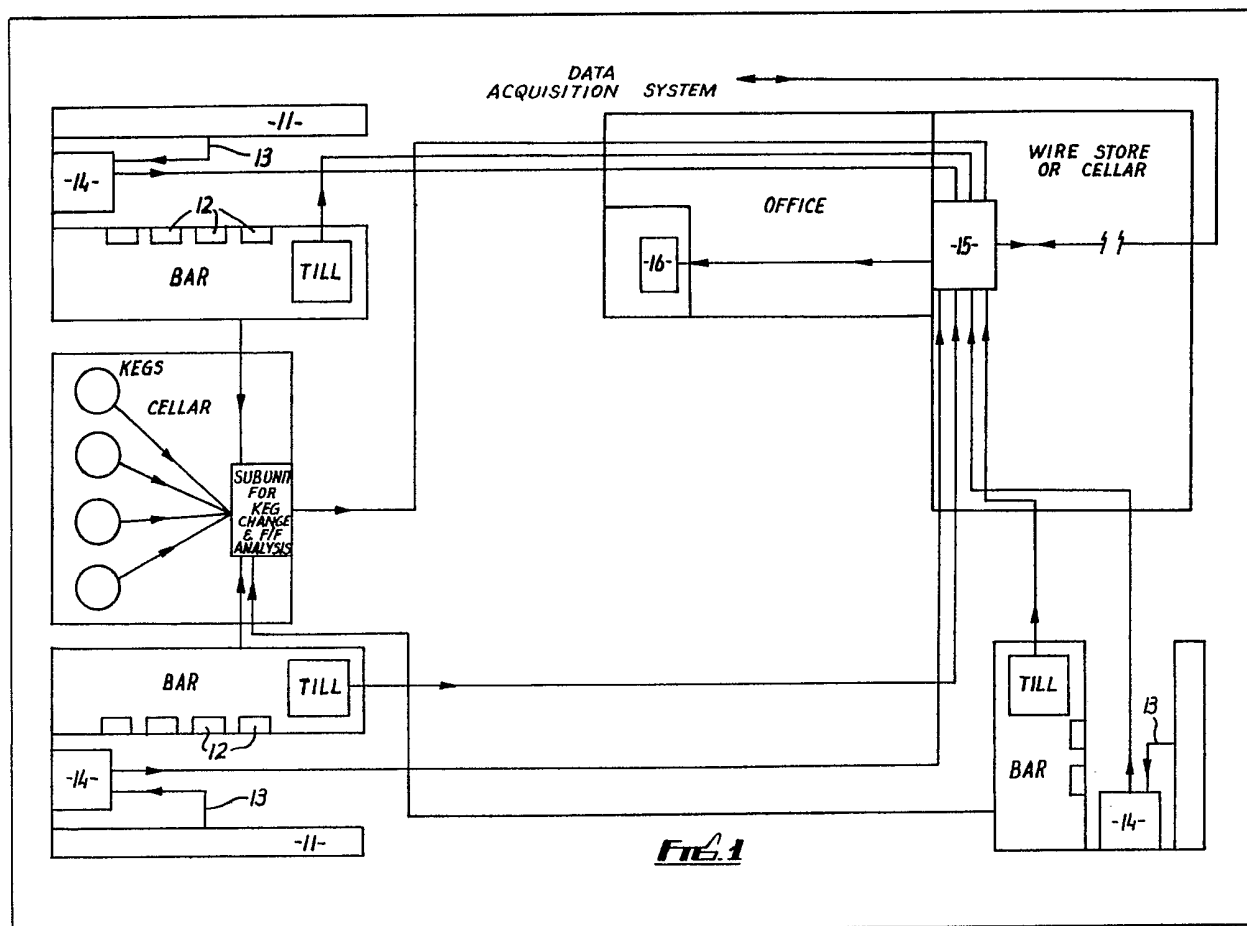 DATA
ACQUISITION SYSTEM
-11-
13
-14-
12
BAR
TILL
WIRE STORE
OR CELLAR
OFFICE
-15-
-16-
KEGS
CELLAR
SUBUNIT
FOR
KEG
CHANGE
& F/F
ANALYSIS
BAR
TILL
12
-14-
13
-11-
TILL
13
BAR
-14-
FIG.1